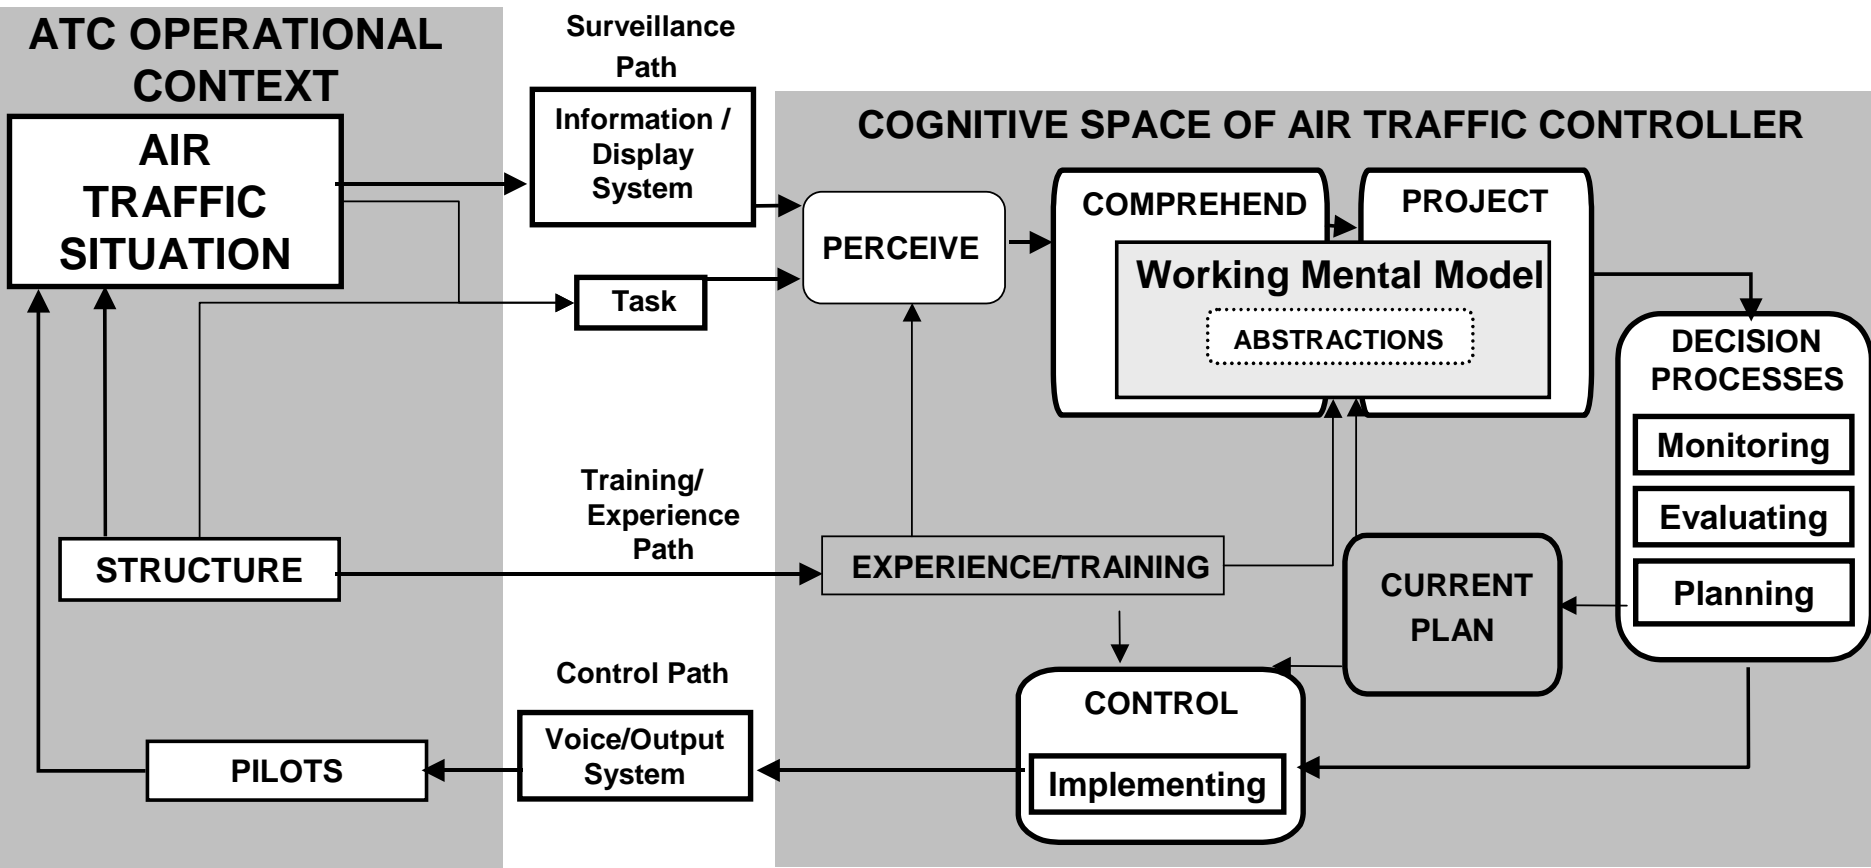 ATC OPERATIONAL
CONTEXT
AIR
TRAFFIC
SITUATION
STRUCTURE
PILOTS
Surveillance
Path
Information /
Display
System
Task
Training/
Experience
Path
Control Path
Voice/Output
System
COGNITIVE SPACE OF AIR TRAFFIC CONTROLLER
PERCEIVE
COMPREHEND
PROJECT
Working Mental Model
ABSTRACTIONS
DECISION
PROCESSES
Monitoring
Evaluating
Planning
EXPERIENCE/TRAINING
CURRENT
PLAN
CONTROL
Implementing